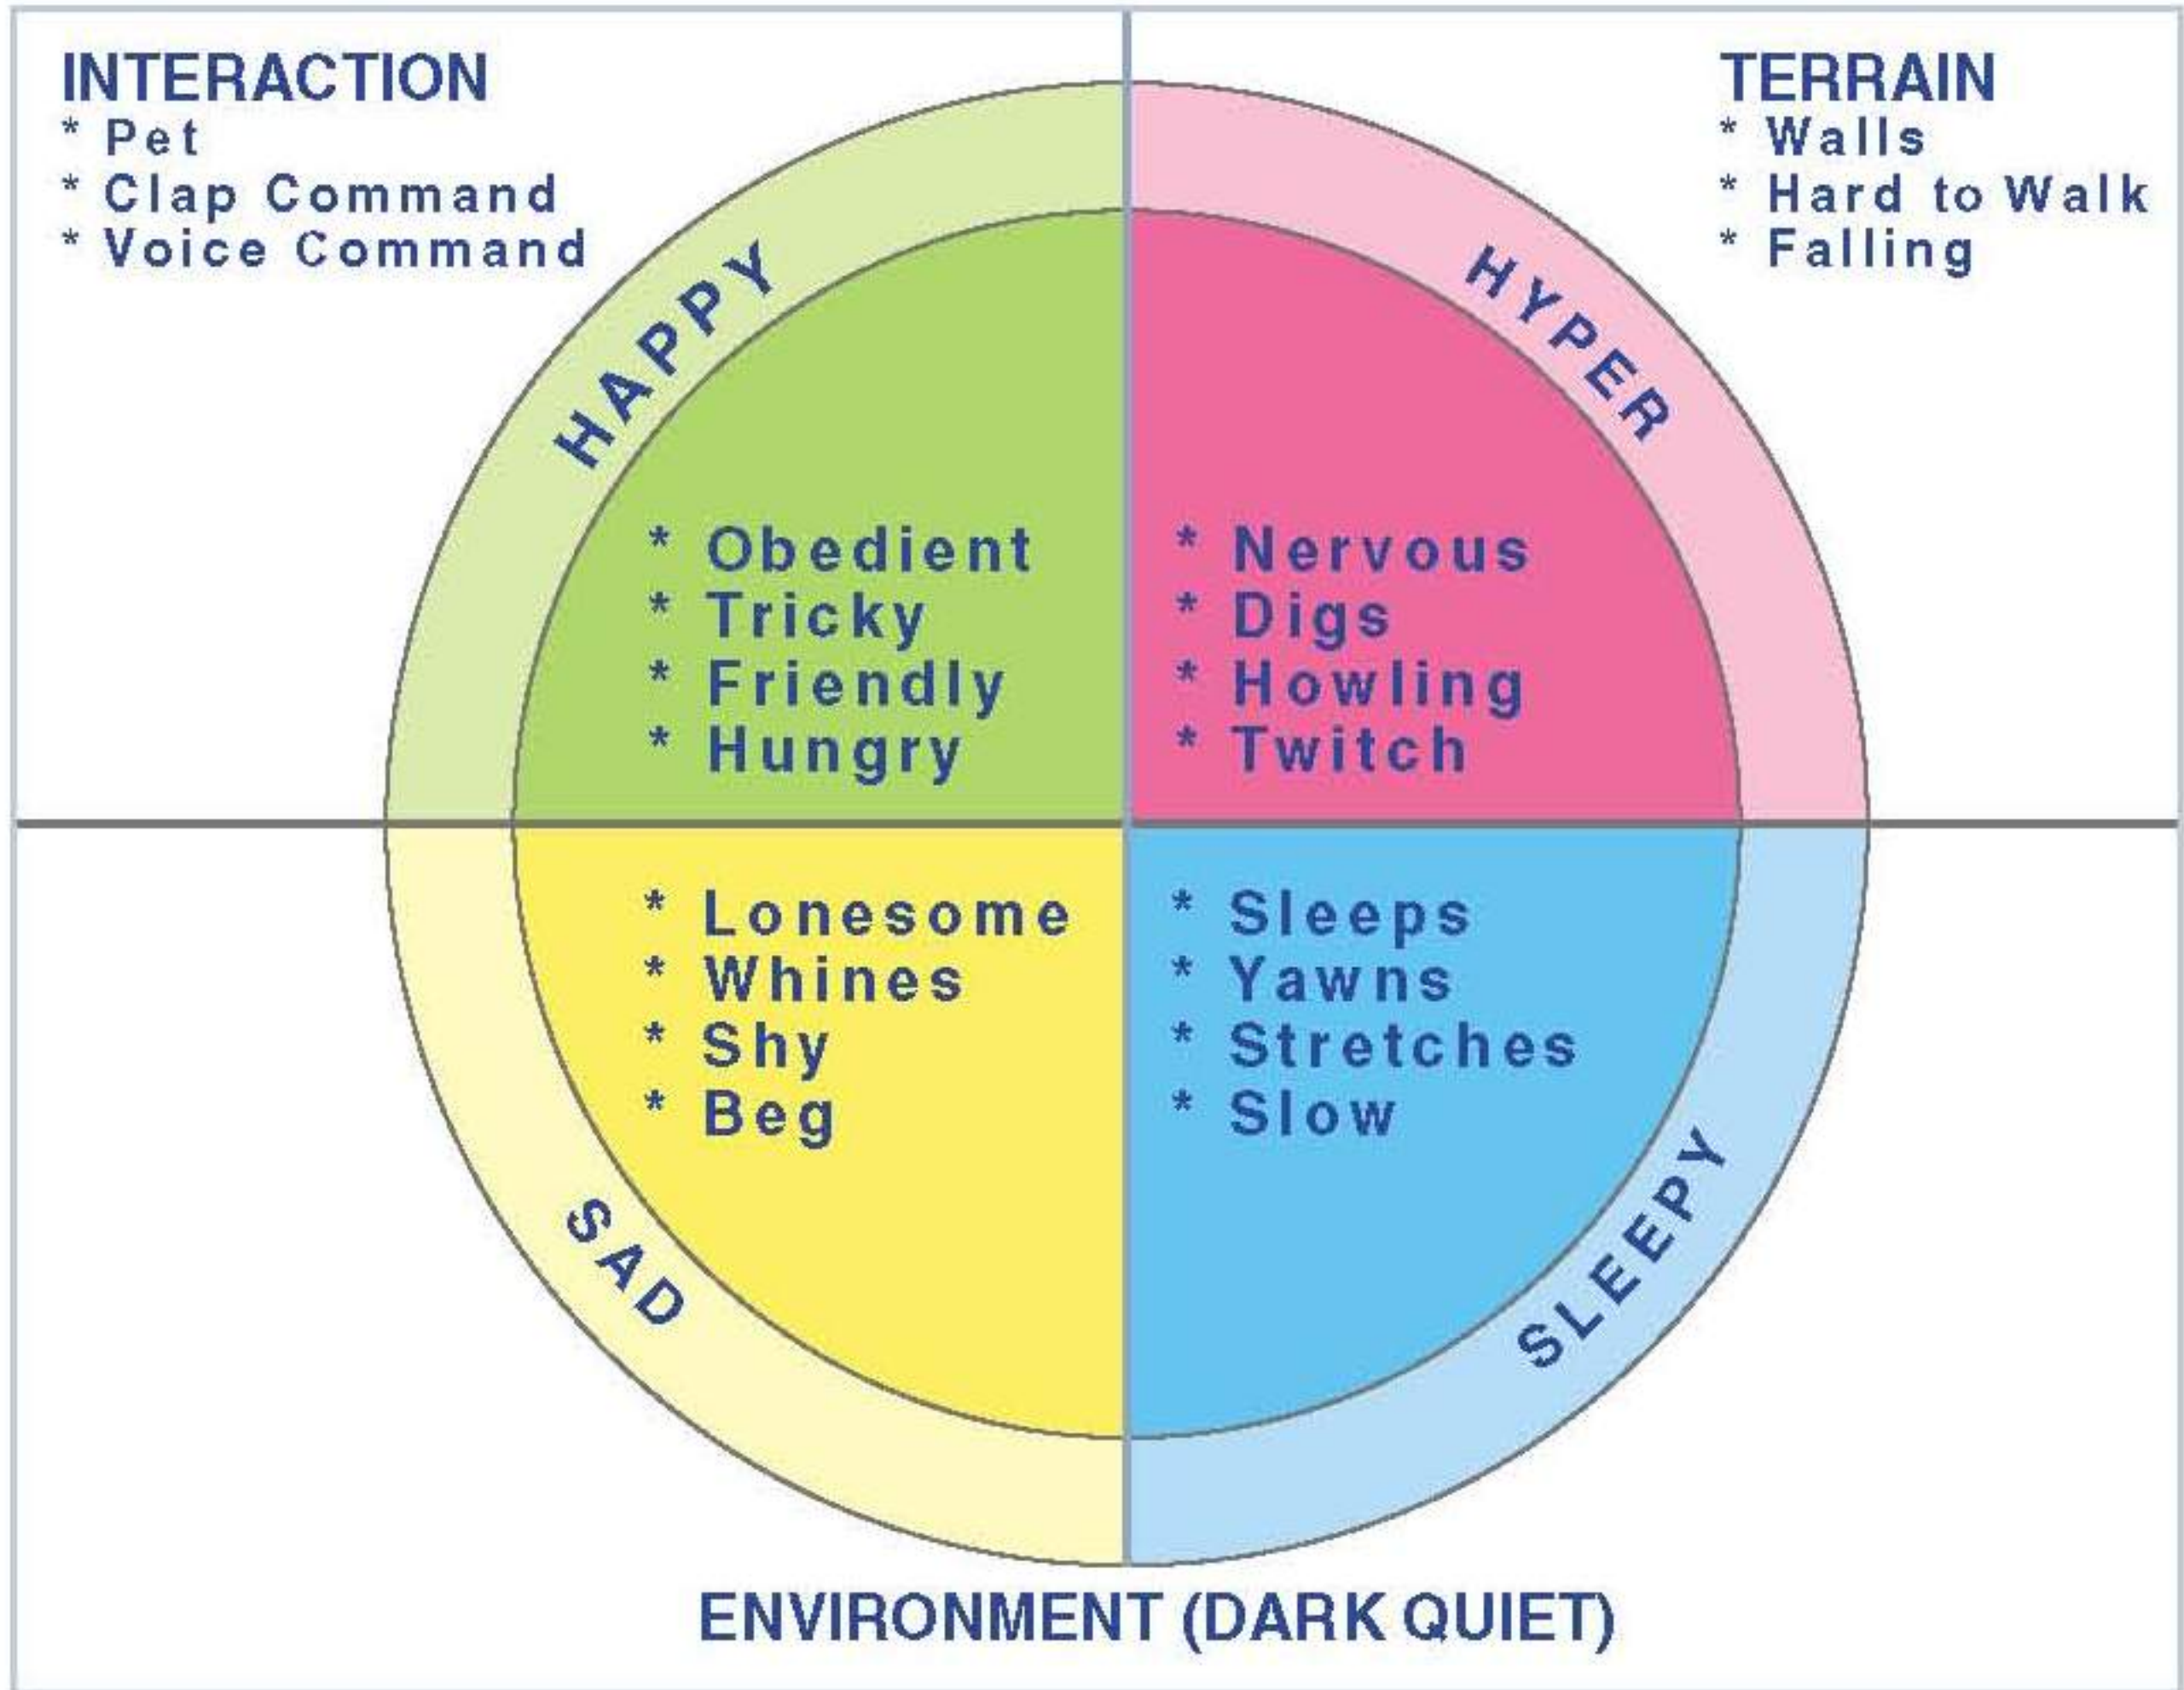 INTERACTION
* Pet
* Clap Command
* Voice Command
TERRAIN
* Walls
* Hard to Walk
* Falling
HAPPY
* Obedient
* Tricky
* Friendly
* Hungry
HYPER
* Nervous
* Digs
* Howling
* Twitch
* Lonesome
* Whines
* Shy
* Beg
SAD
* Sleeps
* Yawns
* Stretches
* Slow
SLEEPY
ENVIRONMENT (DARK QUIET)